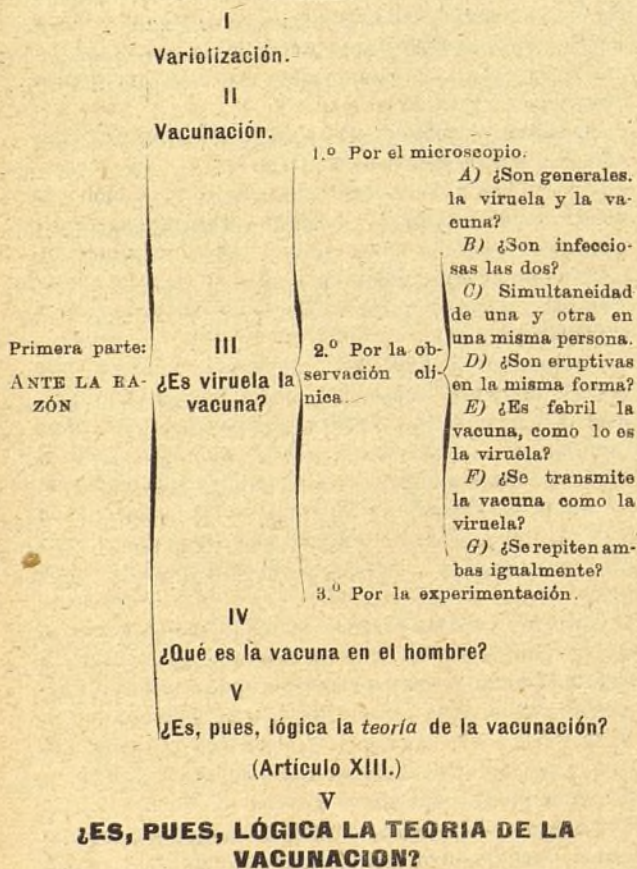 I
Variolización.
II
Vacunación.
Primera parte:
ANTE LA RA-
ZÓN
III
¿Es viruela la
vacuna?
1.º Por el microscopio.
2.º Por la ob-
servación clí-
nica.
A) ¿Son generales.
la viruela y la va-
cuna?
B) ¿Son infeccio-
sas las dos?
C) Simultaneidad
de una y otra en
una misma persona.
D) ¿Son eruptivas
en la misma forma?
E) ¿Es febril la
vacuna, como lo es
la viruela?
F) ¿Se transmite
la vacuna como la
viruela?
G) ¿Se repiten am-
bas igualmente?
3.º Por la experimentación.
IV
¿Qué es la vacuna en el hombre?
V
¿Es, pues, lógica la teoría de la vacunación?
(Artículo XIII.)
V
¿ES, PUES, LÓGICA LA TEORIA DE LA
VACUNACION?